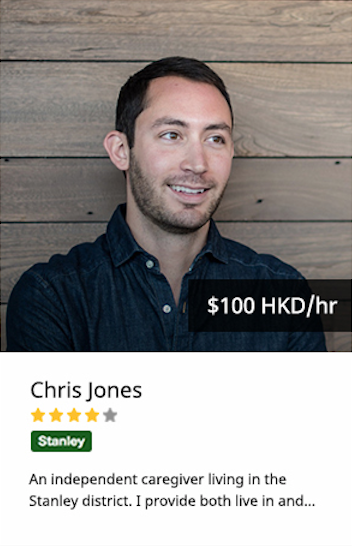 $100 HKD/hr
Chris Jones
Stanley
An independent caregiver living in the
Stanley district. I provide both live in and...